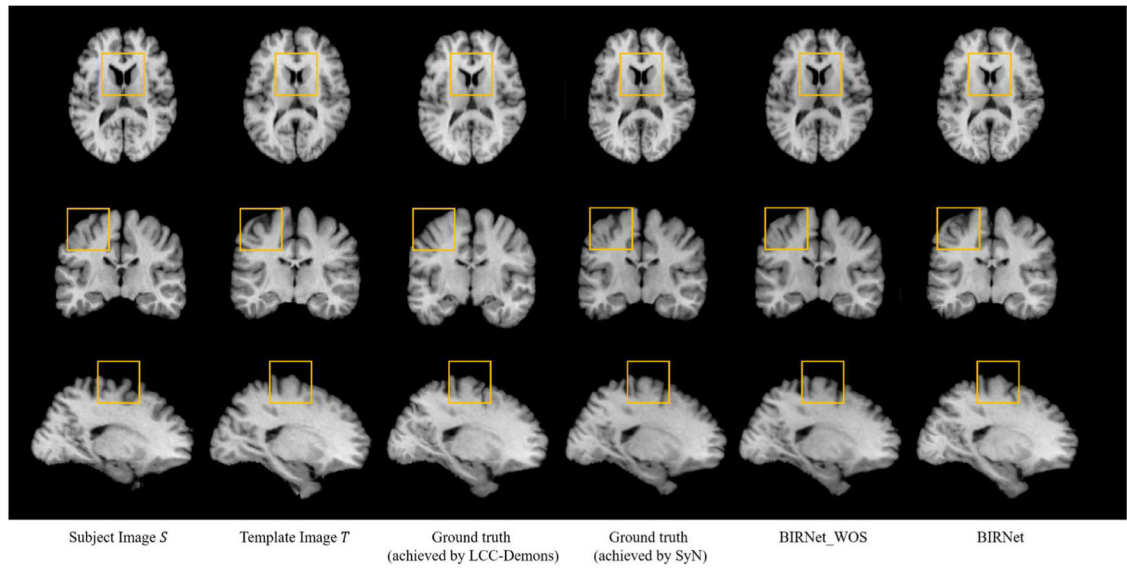 Subject Image S
Template Image T
Ground truth
(achieved by LCC-Demons)
Ground truth
(achieved by SyN)
BIRNet_WOS
BIRNet